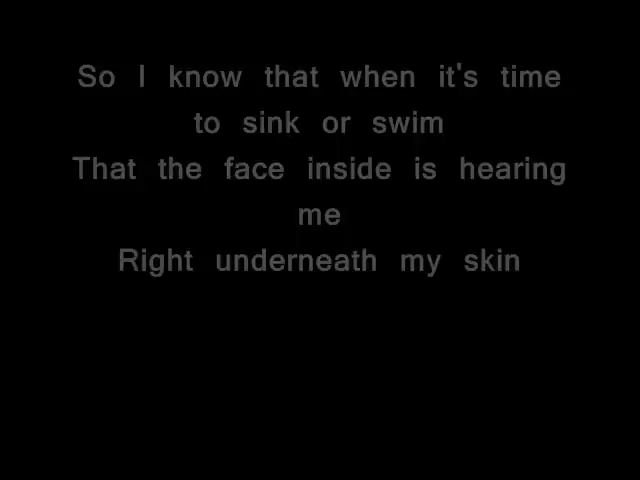 So I know that when it's time
to sink or swim
That the face inside is hearing
me
Right underneath my skin